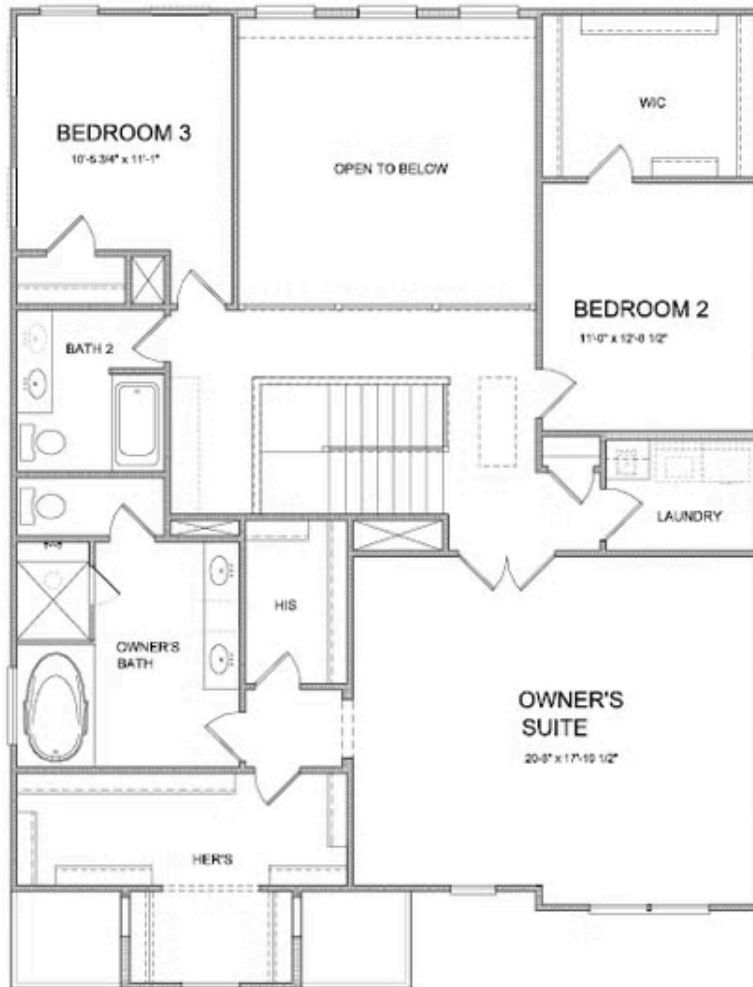 BEDROOM 3
10'-5 3/4" x 11'-1"
OPEN TO BELOW
WIC
BEDROOM 2
11'-0" x 12'-8 1/2"
BATH 2
LAUNDRY
HIS
OWNER'S
BATH
OWNER'S
SUITE
20-8" x 17'-10 1/2"
HER'S